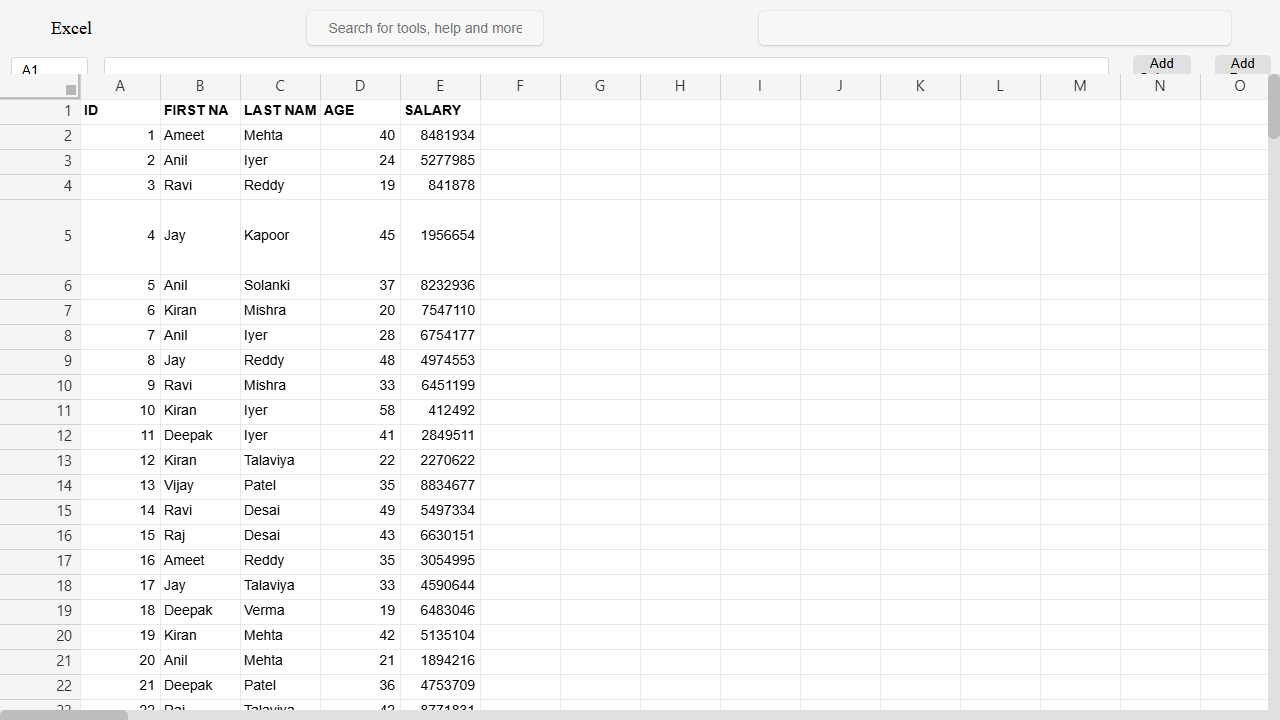 Excel Search for tools, help and more
A1 Add Add
A B C D E F G H I J K L M N O
1 ID FIRST NA LAST NAM AGE SALARY
2 1 Ameet Mehta 40 8481934
3 2 Anil Iyer 24 5277985
4 3 Ravi Reddy 19 841878
5 4 Jay Kapoor 45 1956654
6 5 Anil Solanki 37 8232936
7 6 Kiran Mishra 20 7547110
8 7 Anil Iyer 28 6754177
9 8 Jay Reddy 48 4974553
10 9 Ravi Mishra 33 6451199
11 10 Kiran Iyer 58 412492
12 11 Deepak Iyer 41 2849511
13 12 Kiran Talaviya 22 2270622
14 13 Vijay Patel 35 8834677
15 14 Ravi Desai 49 5497334
16 15 Raj Desai 43 6630151
17 16 Ameet Reddy 35 3054995
18 17 Jay Talaviya 33 4590644
19 18 Deepak Verma 19 6483046
20 19 Kiran Mehta 42 5135104
21 20 Anil Mehta 21 1894216
22 21 Deepak Patel 36 4753709
23 22 Raj Talaviya 42 8771831